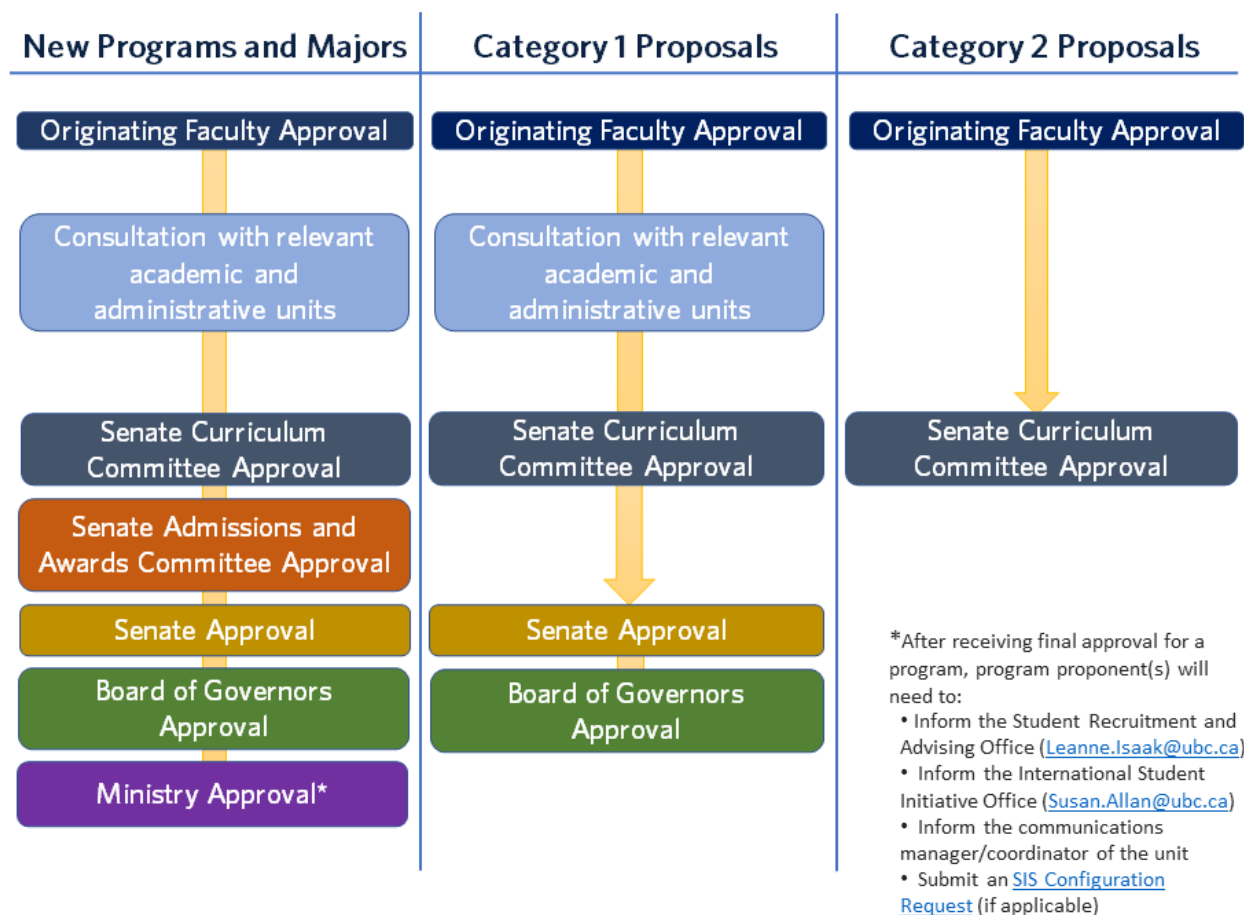 New Programs and Majors
Originating Faculty Approval
Consultation with relevant
academic and
administrative units
Senate Curriculum
Committee Approval
Senate Admissions and
Awards Committee Approval
Senate Approval
Board of Governors
Approval
Ministry Approval*
Category 1 Proposals
Originating Faculty Approval
Consultation with relevant
academic and
administrative units
Senate Curriculum
Committee Approval
Senate Approval
Board of Governors
Approval
Category 2 Proposals
Originating Faculty Approval
Senate Curriculum
Committee Approval
*After receiving final approval for a
program, program proponent(s) will
need to:
• Inform the Student Recruitment and
Advising Office (Leanne.Isaak@ubc.ca)
• Inform the International Student
Initiative Office (Susan.Allan@ubc.ca)
• Inform the communications
manager/coordinator of the unit
• Submit an SIS Configuration
Request (if applicable)